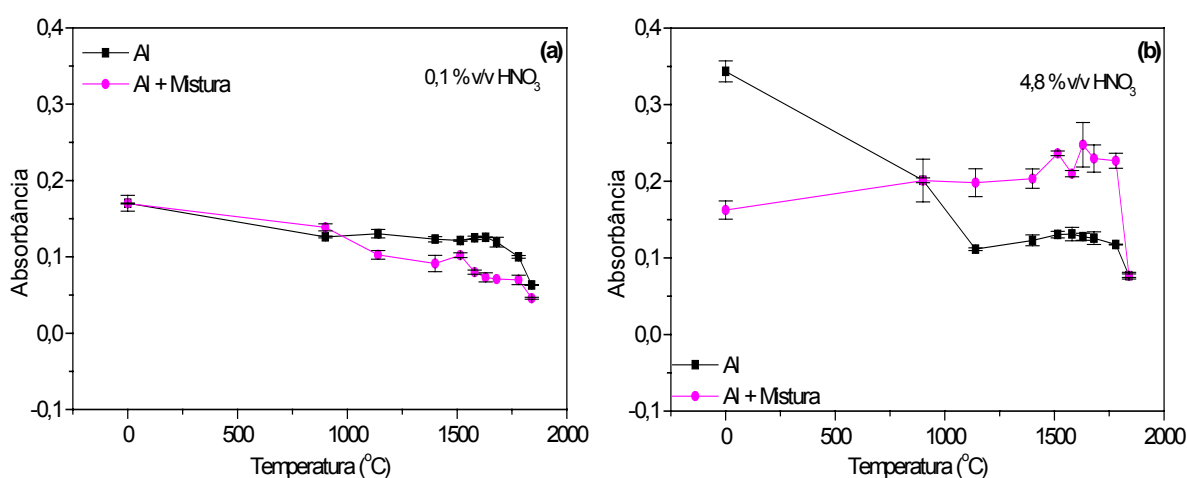 (a)
Al
Al + Mistura
0,1 % v/v HNO3
0,4
0,3
0,2
0,1
0,0
-0,1
Absorbância
0
500
1000
1500
2000
Temperatura (°C)
(b)
4,8 % v/v HNO3
0,4
0,3
0,2
0,1
0,0
-0,1
Absorbância
Al
Al + Mistura
0
500
1000
1500
2000
Temperatura (°C)